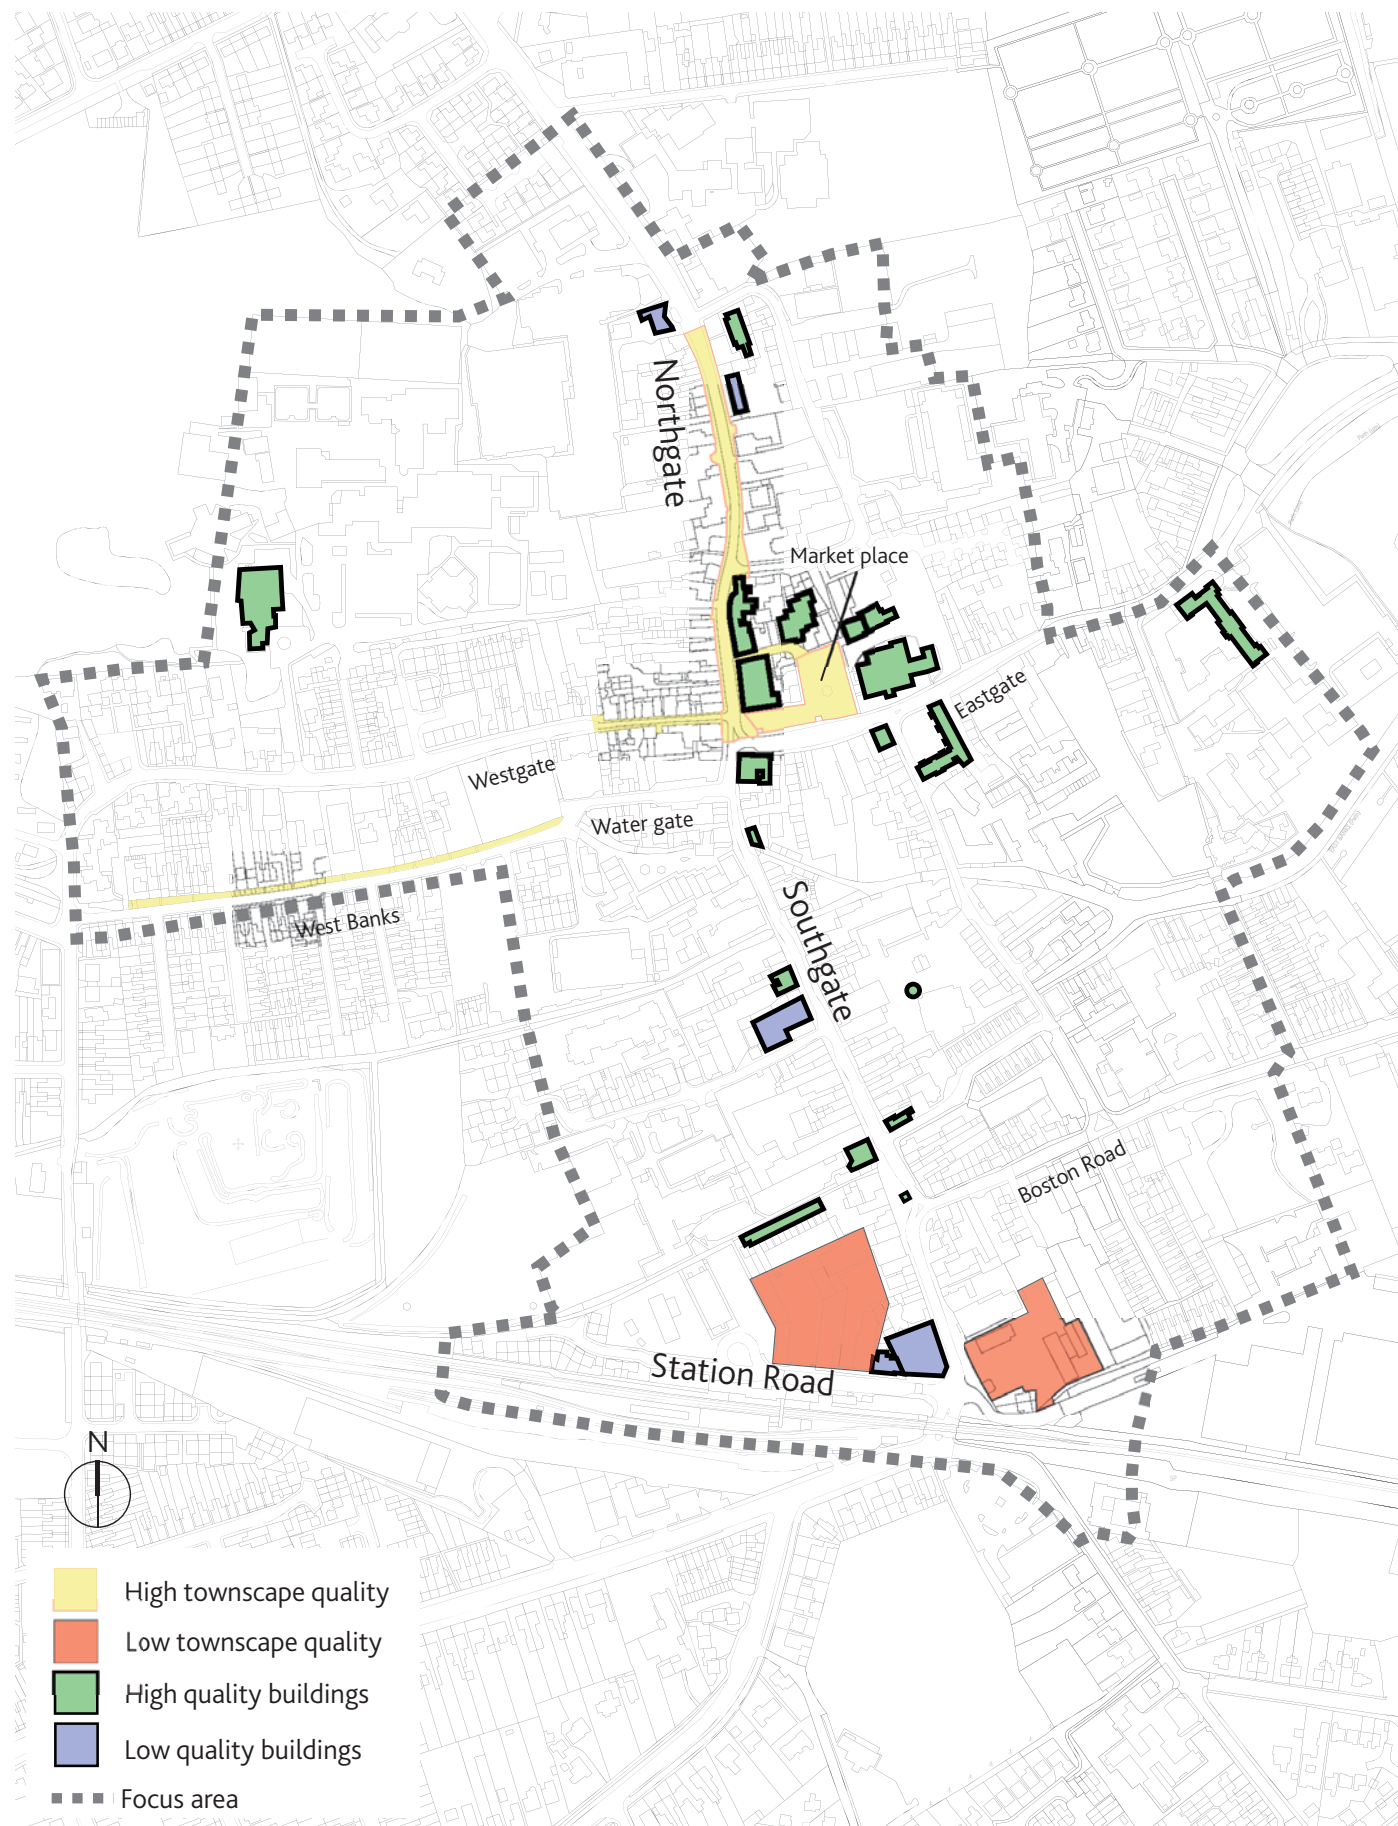 Northgate
Market place
Eastgate
Westgate
Water gate
West Banks
Southgate
Boston Road
Station Road
N
High townscape quality
Low townscape quality
High quality buildings
Low quality buildings
Focus area